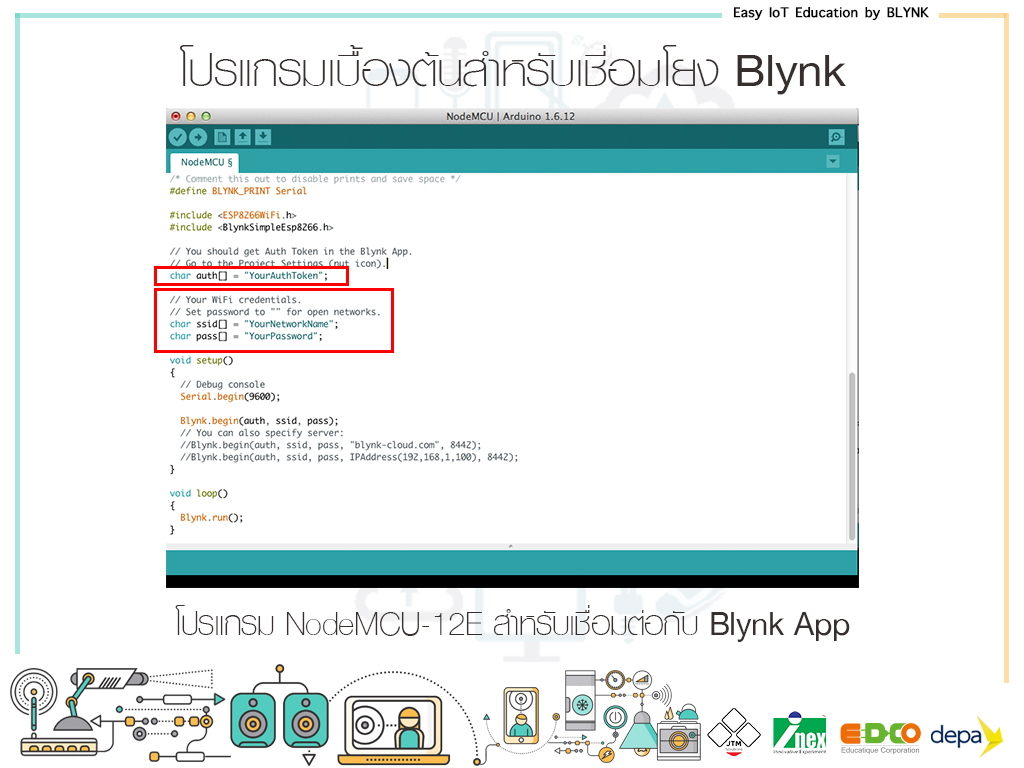 Easy IoT Education by BLYNK
โปรแกรมเบื้องต้นสำหรับเชื่อมโยง Blynk
NodeMCU | Arduino 1.6.12
NodeMCU §
/* Comment this out to disable prints and save space */
#define BLYNK_PRINT Serial
#include <ESP8266WiFi.h>
#include <BlynkSimpleEsp8266.h>
// You should get Auth Token in the Blynk App.
// Go to the Project Settings (nut icon).
char auth[] = "YourAuthToken";
// Your WiFi credentials.
// Set password to "" for open networks.
char ssid[] = "YourNetworkName";
char pass[] = "YourPassword";
void setup()
{
// Debug console
Serial.begin(9600);
Blynk.begin(auth, ssid, pass);
// You can also specify server:
//Blynk.begin(auth, ssid, pass, "blynk-cloud.com", 8442);
//Blynk.begin(auth, ssid, pass, IPAddress(192,168,1,100), 8442);
}
void loop()
{
Blynk.run();
}
โปรแกรม NodeMCU-12E สำหรับเชื่อมต่อกับ Blynk App
JTM
Solutions
inex
Innovative Experiment
EDCO
Educatique Corporation
depa